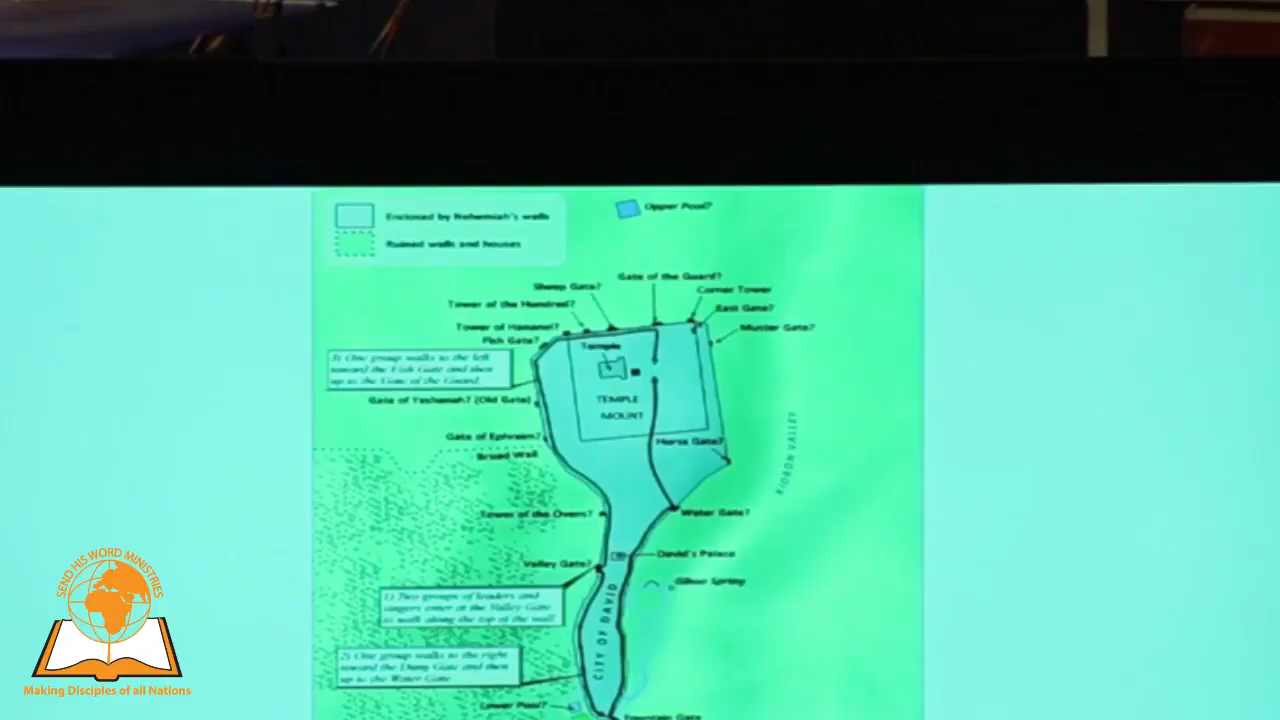 Enclosed by Nehemiah's walls
Ruined walls and houses
Upper Pool?
Gate of the Guard?
Sheep Gate?
Corner Tower
Tower of the Hundred?
East Gate?
Tower of Hananel?
Muster Gate?
Fish Gate?
Temple
3) One group walks to the left
toward the Fish Gate and then
up to the Gate of the Guard.
Gate of Yeshanah? (Old Gate)
TEMPLE
MOUNT
Gate of Ephraim?
Horse Gate?
Broad Wall
KIDRON VALLEY
Tower of the Ovens?
Water Gate?
David's Palace
Valley Gate?
Gihon Spring
1) Two groups of leaders and
singers enter at the Valley Gate
to walk along the top of the wall.
CITY OF DAVID
2) One group walks to the right
toward the Dung Gate and then
up to the Water Gate
Lower Pool?
Fountain Gate
SEND HIS WORD MINISTRIES
Making Disciples of all Nations